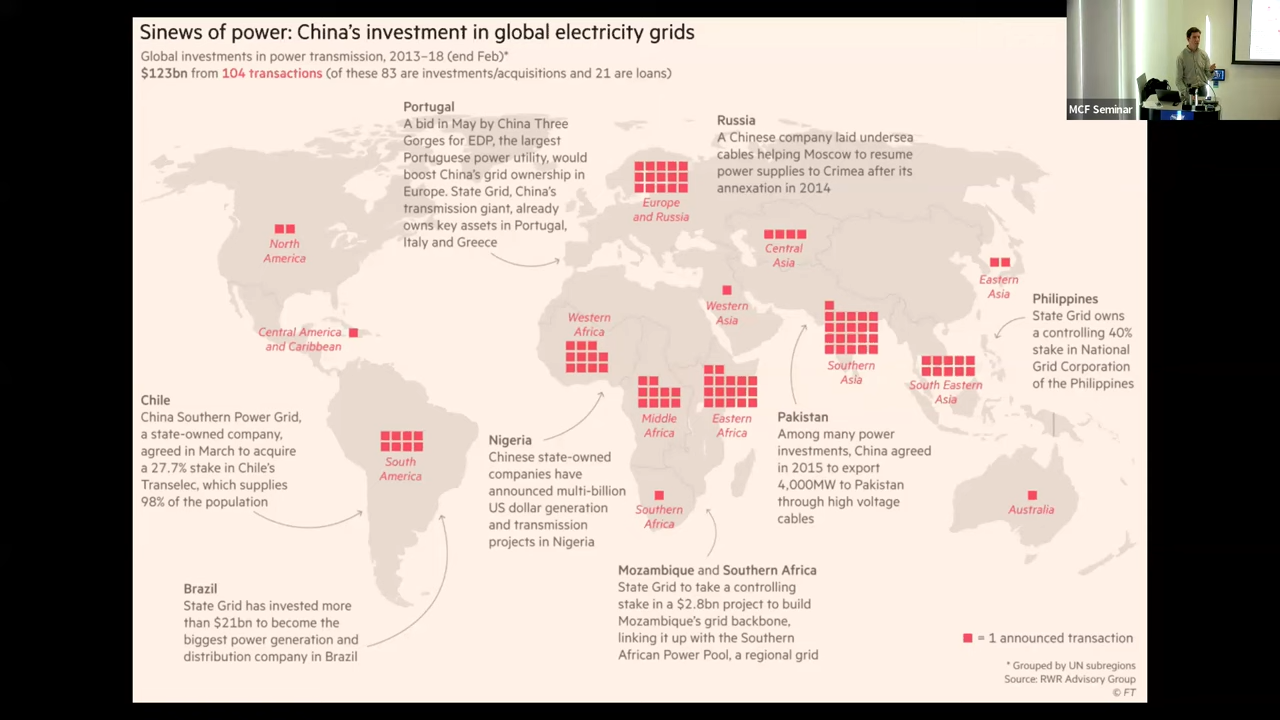 Sinews of power: China's investment in global electricity grids
Global investments in power transmission, 2013–18 (end Feb)*
$123bn from 104 transactions (of these 83 are investments/acquisitions and 21 are loans)
MCF Seminar
Portugal
A bid in May by China Three
Gorges for EDP, the largest
Portuguese power utility, would
boost China's grid ownership in
Europe. State Grid, China's
transmission giant, already
owns key assets in Portugal,
Italy and Greece
Russia
A Chinese company laid undersea
cables helping Moscow to resume
power supplies to Crimea after its
annexation in 2014
Europe
and Russia
North
America
Central
Asia
Eastern
Asia
Western
Asia
Central America
and Caribbean
Western
Africa
Southern
Asia
South Eastern
Asia
Philippines
State Grid owns
a controlling 40%
stake in National
Grid Corporation
of the Philippines
Middle
Africa
Eastern
Africa
Chile
China Southern Power Grid,
a state-owned company,
agreed in March to acquire
a 27.7% stake in Chile's
Transelec, which supplies
98% of the population
South
America
Nigeria
Chinese state-owned
companies have
announced multi-billion
US dollar generation
and transmission
projects in Nigeria
Southern
Africa
Pakistan
Among many power
investments, China agreed
in 2015 to export
4,000MW to Pakistan
through high voltage
cables
Australia
Brazil
State Grid has invested more
than $21bn to become the
biggest power generation and
distribution company in Brazil
Mozambique and Southern Africa
State Grid to take a controlling
stake in a $2.8bn project to build
Mozambique's grid backbone,
linking it up with the Southern
African Power Pool, a regional grid
= 1 announced transaction
* Grouped by UN subregions
Source: RWR Advisory Group
© FT